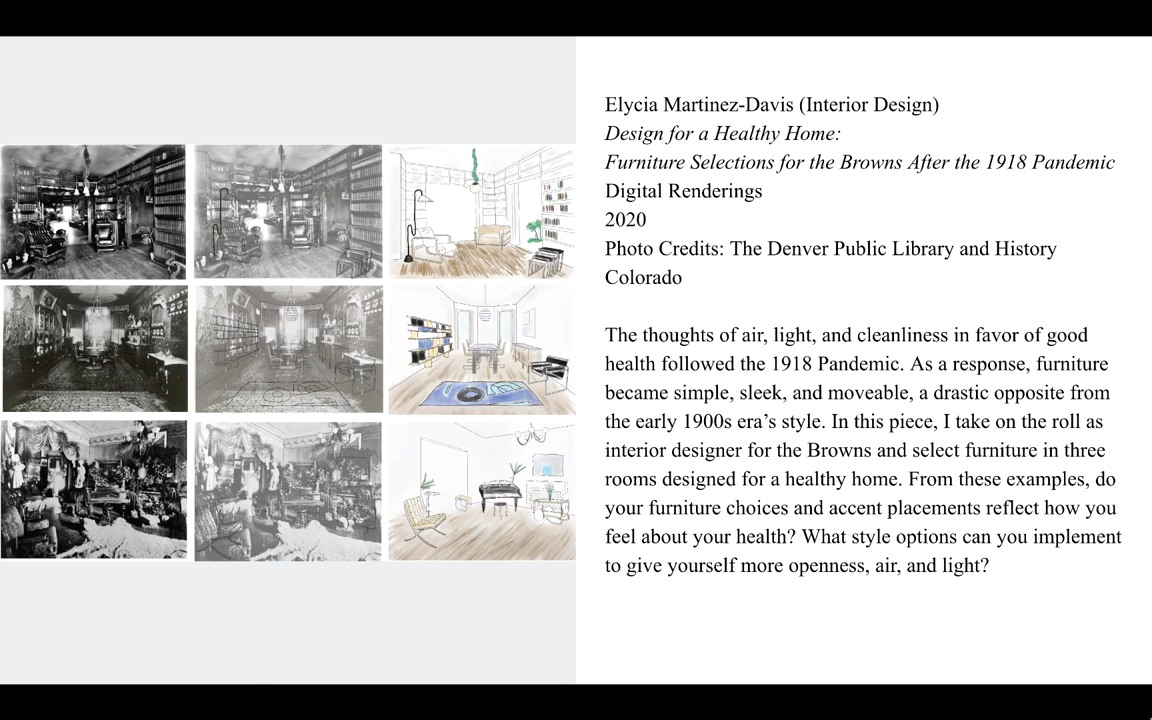 Elycia Martinez-Davis (Interior Design)
Design for a Healthy Home:
Furniture Selections for the Browns After the 1918 Pandemic
Digital Renderings
2020
Photo Credits: The Denver Public Library and History
Colorado
The thoughts of air, light, and cleanliness in favor of good
health followed the 1918 Pandemic. As a response, furniture
became simple, sleek, and moveable, a drastic opposite from
the early 1900s era’s style. In this piece, I take on the roll as
interior designer for the Browns and select furniture in three
rooms designed for a healthy home. From these examples, do
your furniture choices and accent placements reflect how you
feel about your health? What style options can you implement
to give yourself more openness, air, and light?